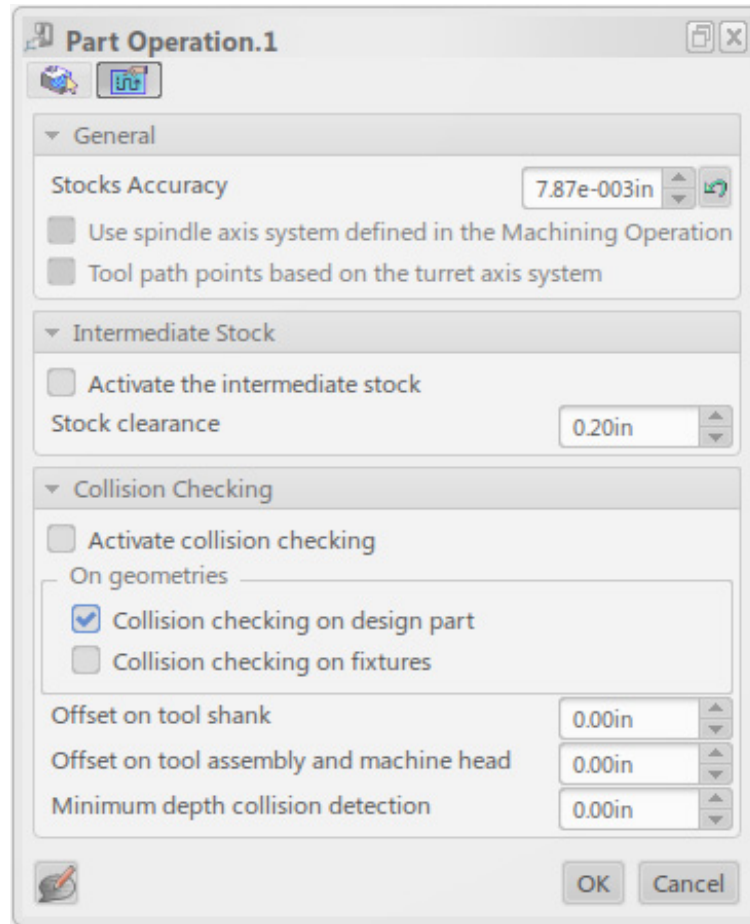 Part Operation.1
General
Stocks Accuracy 7.87e-003in
Use spindle axis system defined in the Machining Operation
Tool path points based on the turret axis system
Intermediate Stock
Activate the intermediate stock
Stock clearance 0.20in
Collision Checking
Activate collision checking
On geometries
Collision checking on design part
Collision checking on fixtures
Offset on tool shank 0.00in
Offset on tool assembly and machine head 0.00in
Minimum depth collision detection 0.00in
OK Cancel